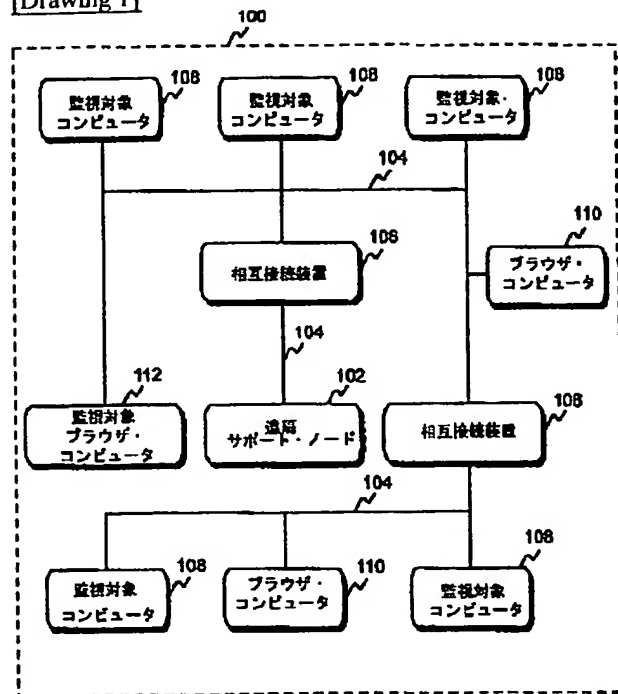 [Drawing 1]
100
監視対象
コンピュータ
108
監視対象
コンピュータ
108
監視対象・
コンピュータ
108
104
相互接続装置
106
110
ブラウザ・
コンピュータ
104
112
監視対象
ブラウザ・
コンピュータ
102
遠隔
サポート・ノード
相互接続装置
108
104
監視対象
コンピュータ
108
ブラウザ・
コンピュータ
110
監視対象
コンピュータ
108